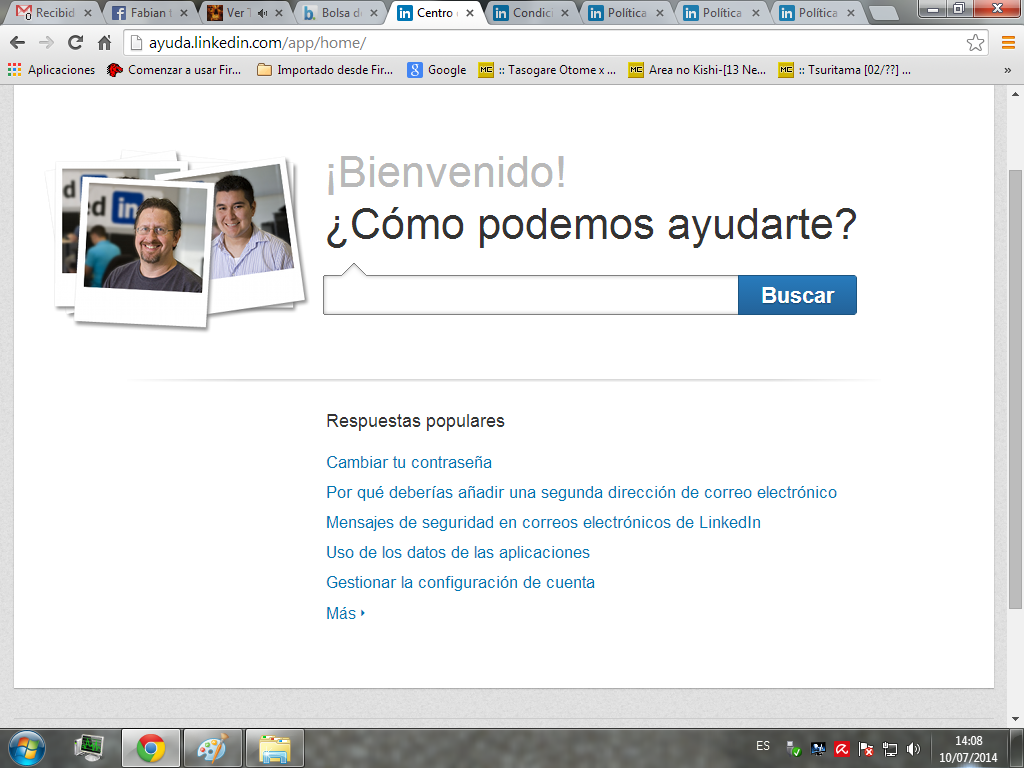 Recibid
Fabian t
Ver T
Bolsa de
Centro
Condici
Política
Política
Política
ayuda.linkedin.com/app/home/
Aplicaciones
Comenzar a usar Fir...
Importado desde Fir...
Google
:: Tasogare Otome x ...
Area no Kishi-[13 Ne...
:: Tsuritama [02/??] ...
»
¡Bienvenido!
¿Cómo podemos ayudarte?
Buscar
Respuestas populares
Cambiar tu contraseña
Por qué deberías añadir una segunda dirección de correo electrónico
Mensajes de seguridad en correos electrónicos de LinkedIn
Uso de los datos de las aplicaciones
Gestionar la configuración de cuenta
Más
ES
14:08
10/07/2014